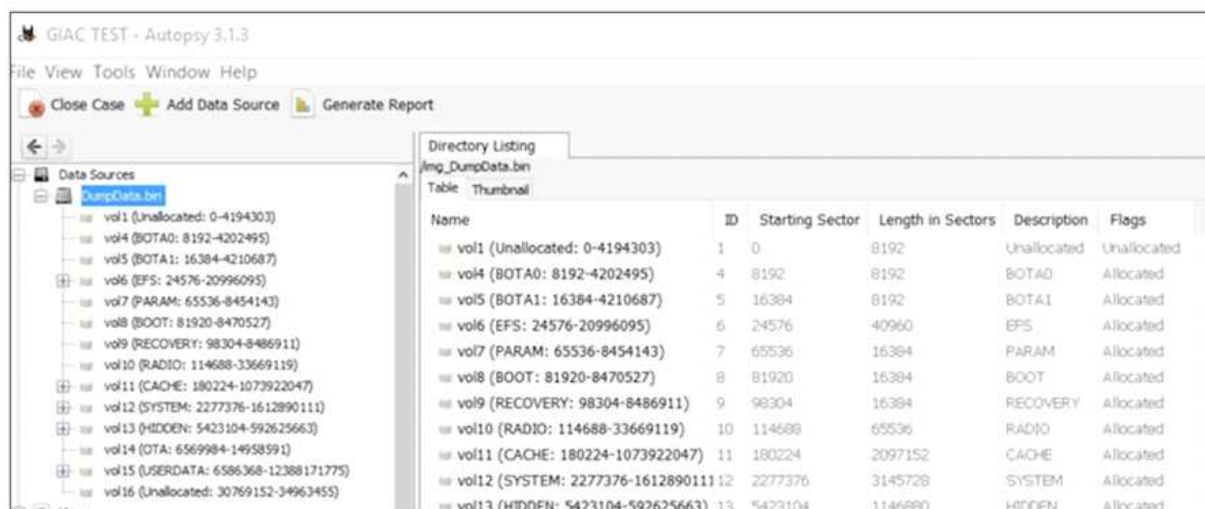 GIAC TEST - Autopsy 3.1.3
File View Tools Window Help
Close Case Add Data Source Generate Report
Data Sources
DumpData.bin
vol1 (Unallocated: 0-4194303)
vol4 (BOTA0: 8192-4202495)
vol5 (BOTA1: 16384-4210687)
vol6 (EFS: 24576-20996095)
vol7 (PARAM: 65536-8454143)
vol8 (BOOT: 81920-8470527)
vol9 (RECOVERY: 98304-8486911)
vol10 (RADIO: 114688-33669119)
vol11 (CACHE: 180224-1073922047)
vol12 (SYSTEM: 2277376-1612890111)
vol13 (HIDDEN: 5423104-592625663)
vol14 (OTA: 6569984-14958591)
vol15 (USERDATA: 6586368-12388171775)
vol16 (Unallocated: 30769152-34963455)
Directory Listing
/img_DumpData.bin
Table Thumbnail
Name ID Starting Sector Length in Sectors Description Flags
vol1 (Unallocated: 0-4194303) 1 0 8192 Unallocated Unallocated
vol4 (BOTA0: 8192-4202495) 4 8192 8192 BOTA0 Allocated
vol5 (BOTA1: 16384-4210687) 5 16384 8192 BOTA1 Allocated
vol6 (EFS: 24576-20996095) 6 24576 40960 EFS Allocated
vol7 (PARAM: 65536-8454143) 7 65536 16384 PARAM Allocated
vol8 (BOOT: 81920-8470527) 8 81920 16384 BOOT Allocated
vol9 (RECOVERY: 98304-8486911) 9 98304 16384 RECOVERY Allocated
vol10 (RADIO: 114688-33669119) 10 114688 65536 RADIO Allocated
vol11 (CACHE: 180224-1073922047) 11 180224 2097152 CACHE Allocated
vol12 (SYSTEM: 2277376-1612890111 12 2277376 3145728 SYSTEM Allocated
vol13 (HIDDEN: 5423104-592625663) 13 5423104 1146880 HIDDEN Allocated